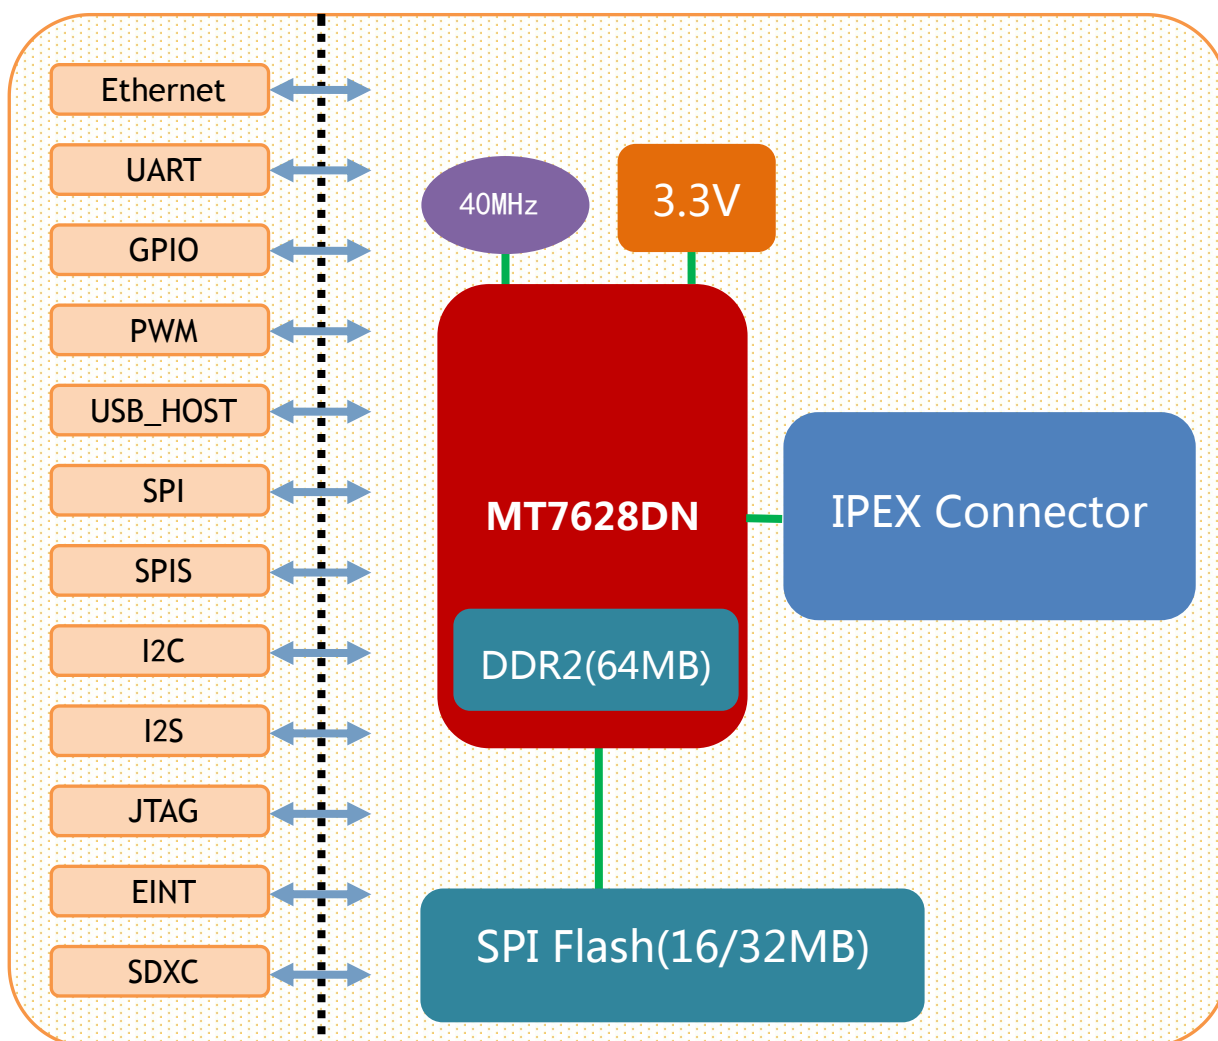 Ethernet
UART
GPIO
PWM
USB_HOST
SPI
SPIS
I2C
I2S
JTAG
EINT
SDXC
40MHz
3.3V
MT7628DN
DDR2(64MB)
IPEX Connector
SPI Flash(16/32MB)